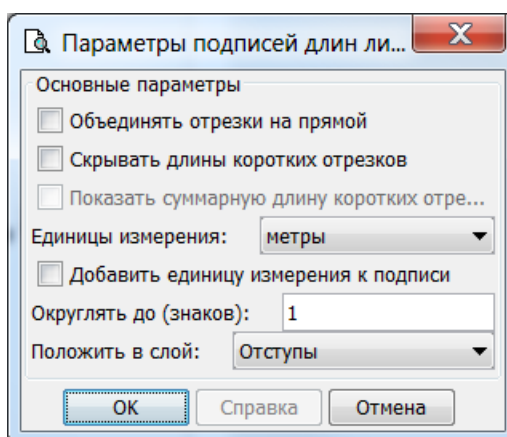 Параметры подписей длин ли...
Основные параметры
Объединять отрезки на прямой
Скрывать длины коротких отрезков
Показать суммарную длину коротких отре...
Единицы измерения: метры
Добавить единицу измерения к подписи
Округлять до (знаков): 1
Положить в слой: Отступы
ОК Справка Отмена